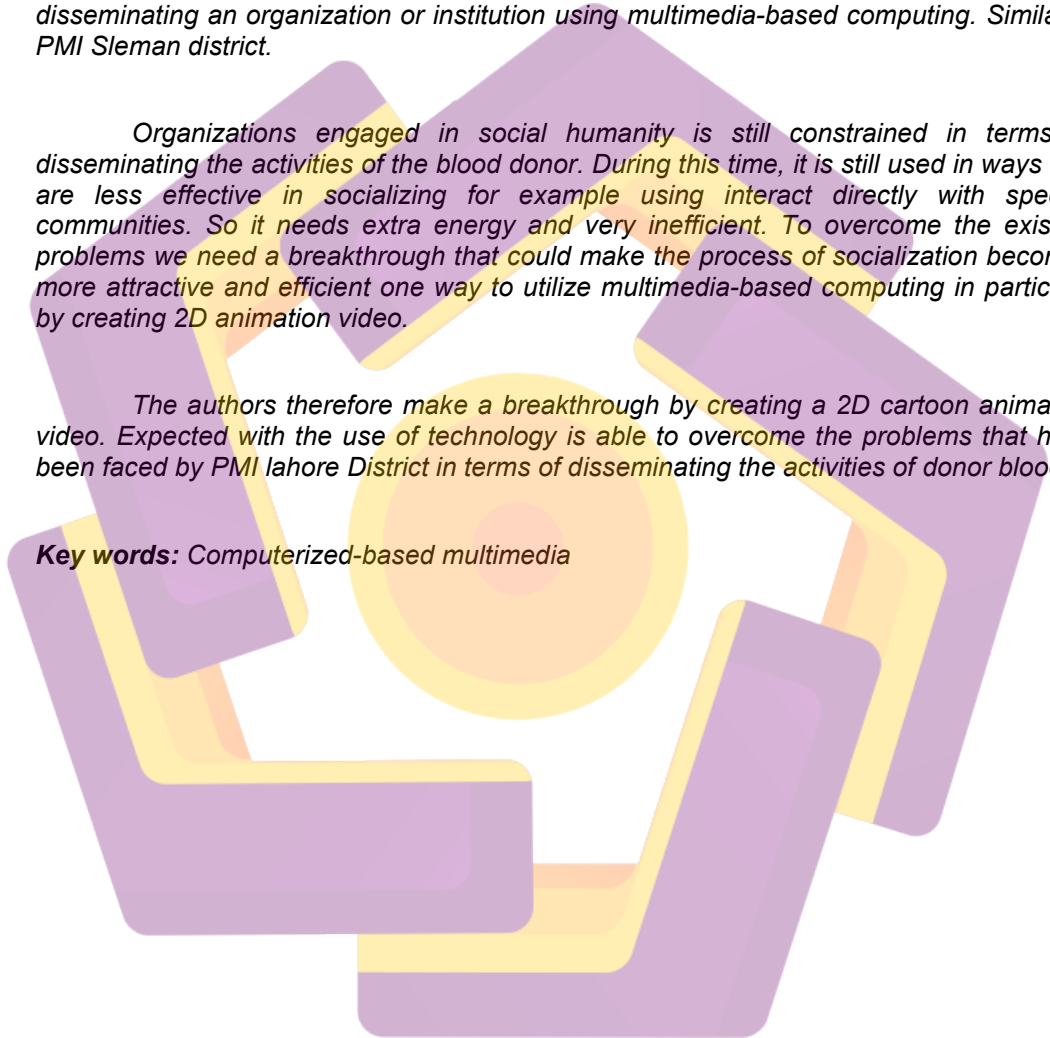 disseminating an organization or institution using multimedia-based computing. Simila
PMI Sleman district.
Organizations engaged in social humanity is still constrained in terms
disseminating the activities of the blood donor. During this time, it is still used in ways
are less effective in socializing for example using interact directly with spe
communities. So it needs extra energy and very inefficient. To overcome the exis
problems we need a breakthrough that could make the process of socialization becom
more attractive and efficient one way to utilize multimedia-based computing in partic
by creating 2D animation video.
The authors therefore make a breakthrough by creating a 2D cartoon anima
video. Expected with the use of technology is able to overcome the problems that h
been faced by PMI lahore District in terms of disseminating the activities of donor bloo
Key words: Computerized-based multimedia